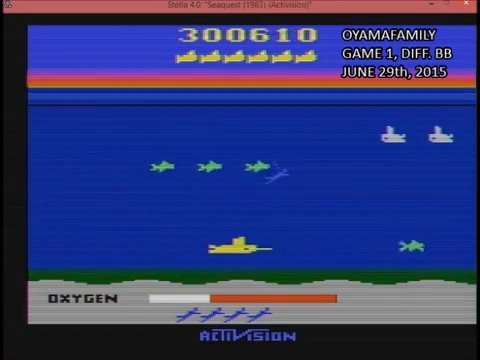 Stella 4.0: "Seaquest (1983) (Activision)"
300610
OYAMAFAMILY
GAME 1, DIFF. BB
JUNE 29th, 2015
OXYGEN
ACTIVISION